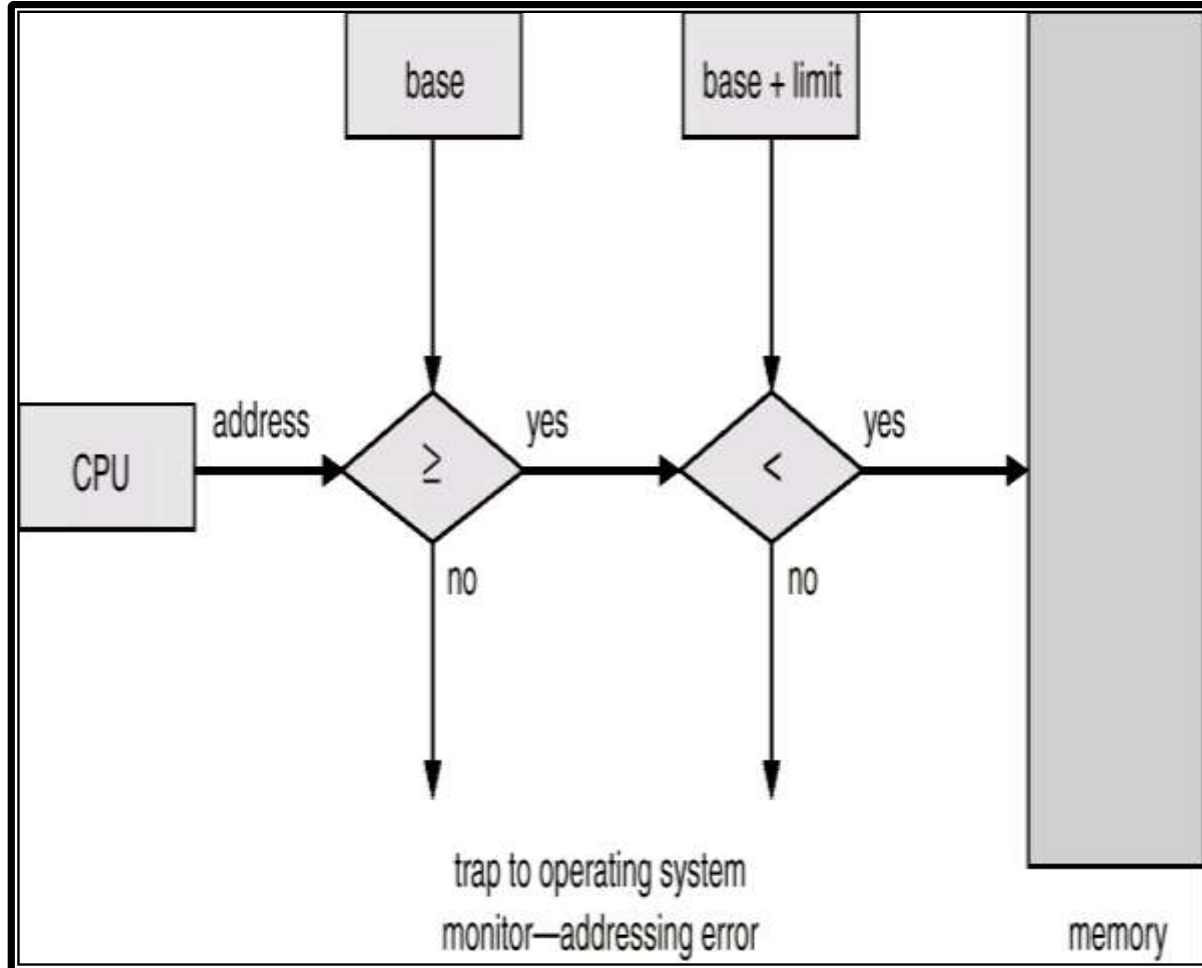 base
base + limit
address
yes
yes
CPU
≥
<
no
no
trap to operating system
monitor—addressing error
memory